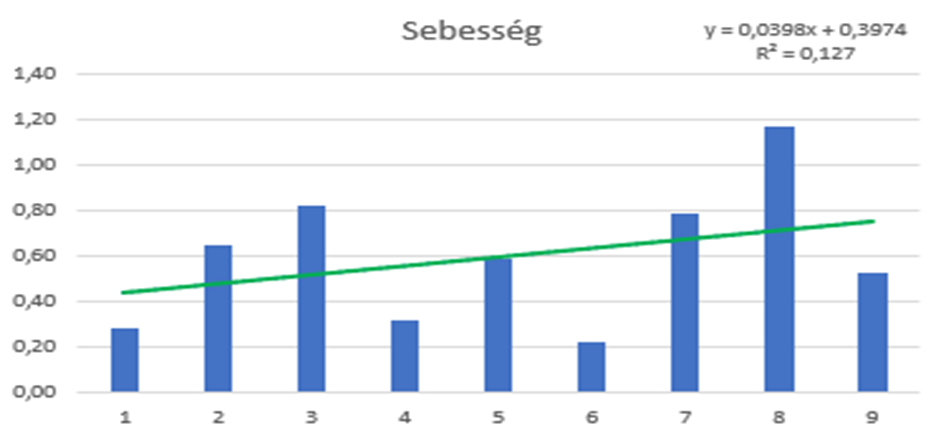 Sebesség
y = 0,0398x + 0,3974
R² = 0,127
1,40
1,20
1,00
0,80
0,60
0,40
0,20
0,00
1 2 3 4 5 6 7 8 9